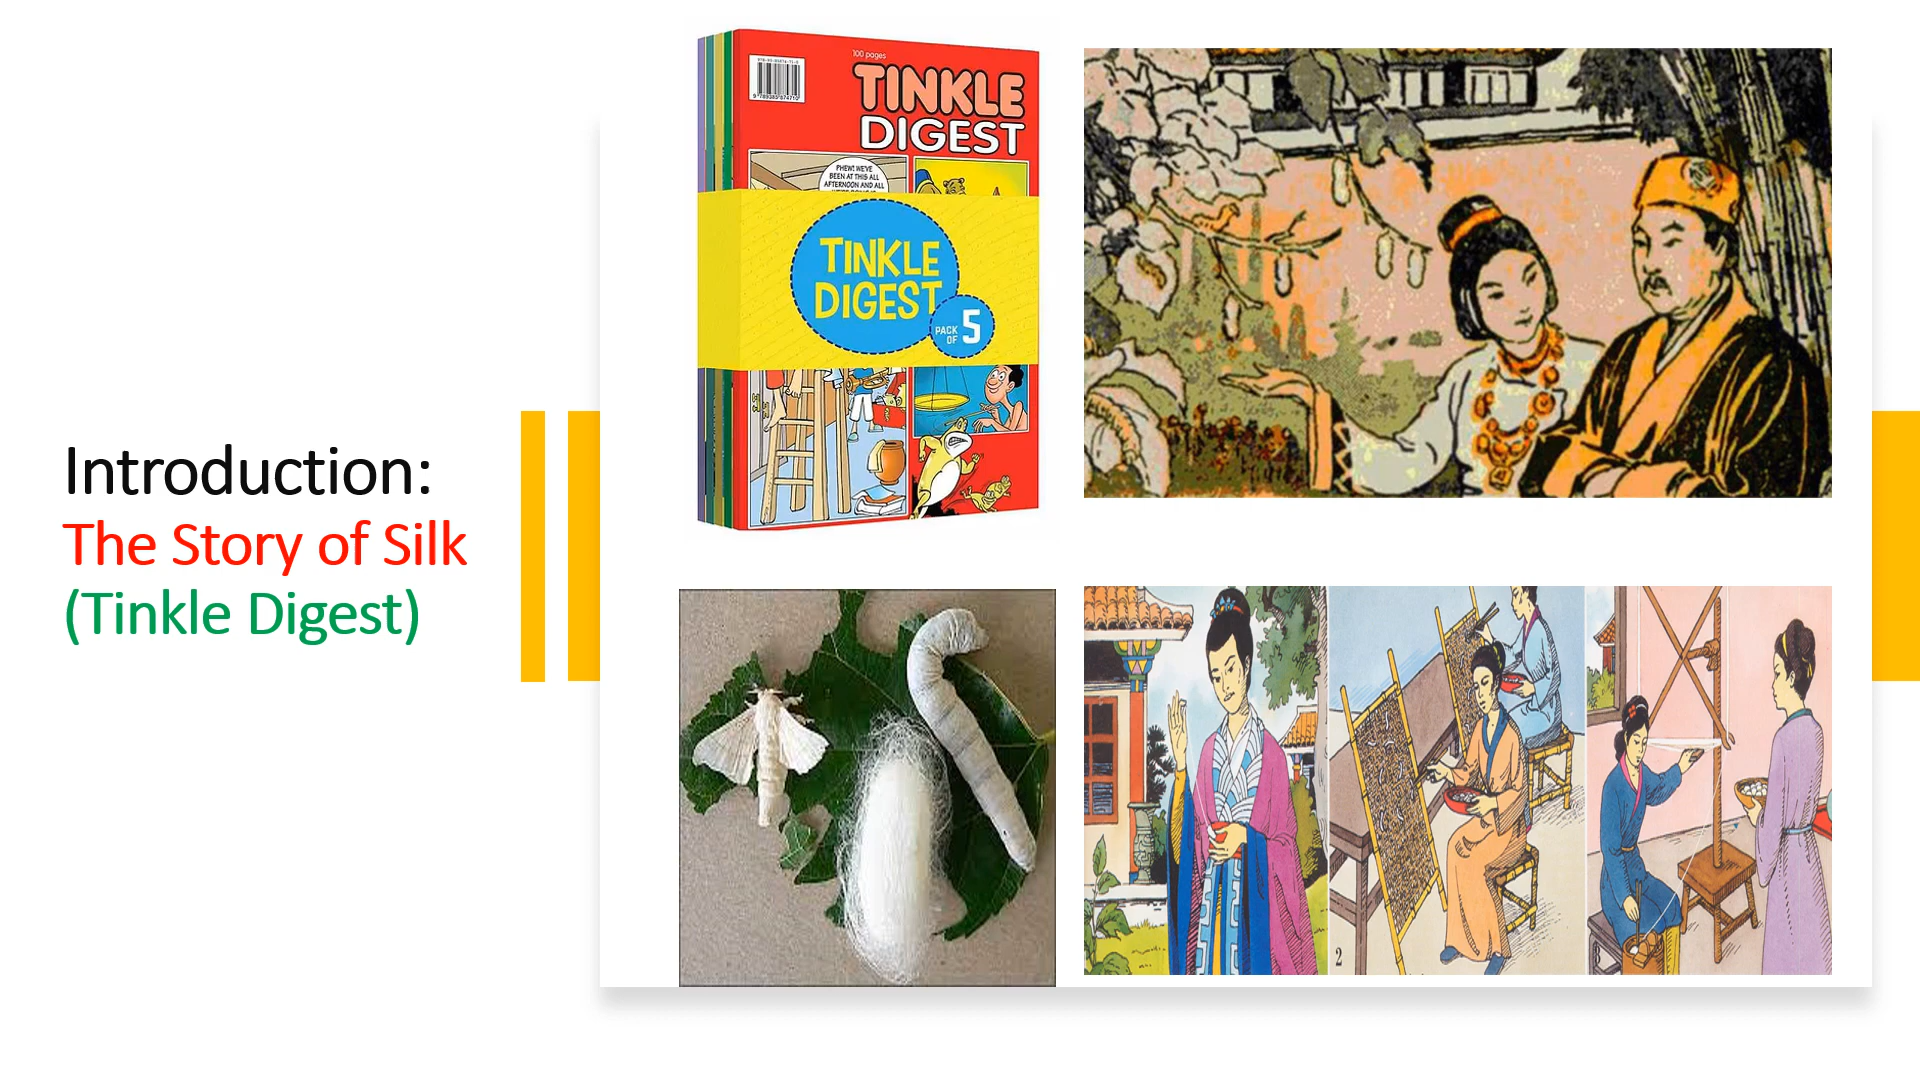 Introduction:
The Story of Silk
(Tinkle Digest)
100 pages
TINKLE
DIGEST
PHEW! WE'VE
BEEN AT THIS ALL
AFTERNOON AND ALL
TINKLE
DIGEST
PACK
OF 5
2